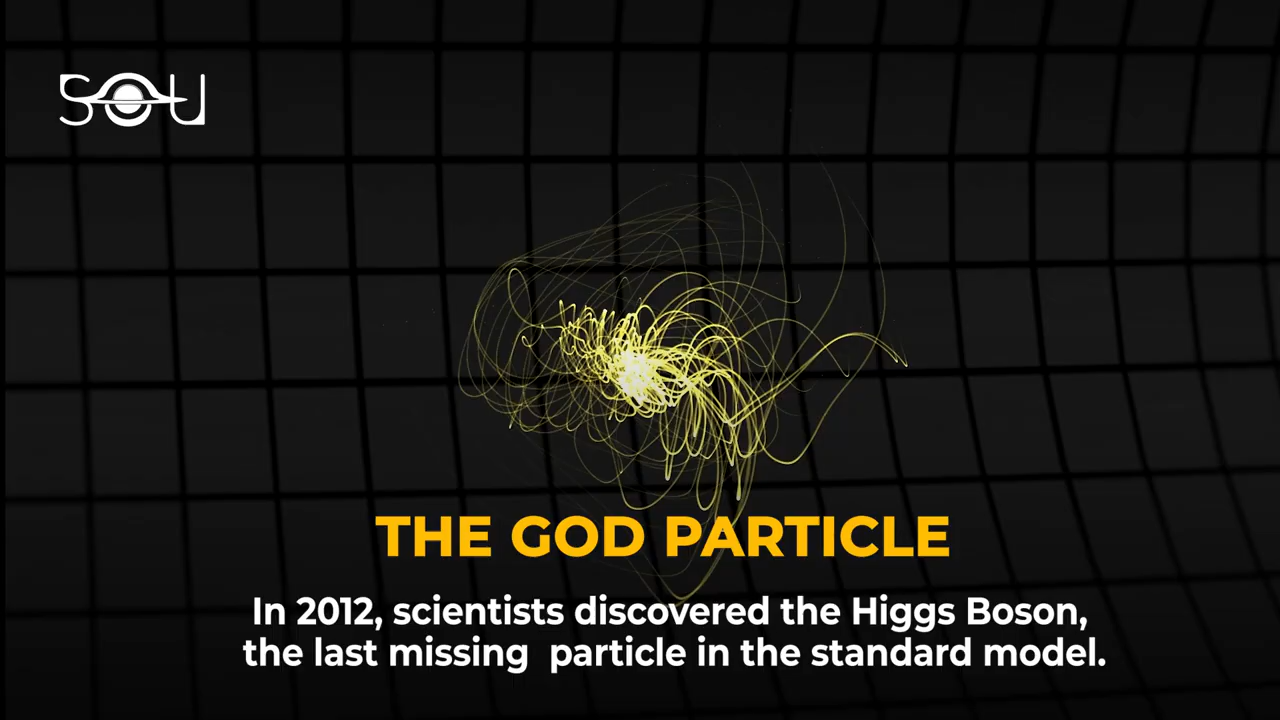 SOU
THE GOD PARTICLE
In 2012, scientists discovered the Higgs Boson,
the last missing  particle in the standard model.